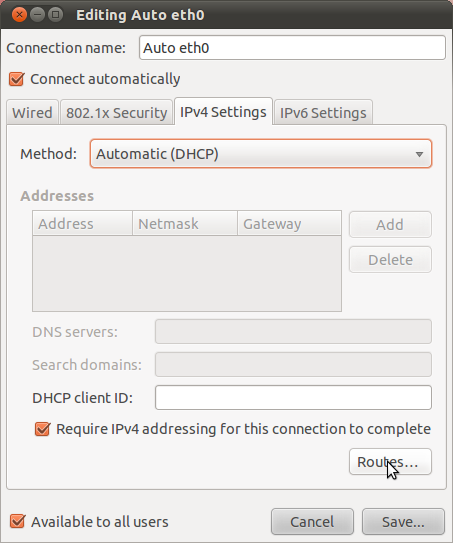 Editing Auto eth0
Connection name: Auto eth0
Connect automatically
Wired 802.1x Security IPv4 Settings IPv6 Settings
Method: Automatic (DHCP)
Addresses
Address Netmask Gateway Add
Delete
DNS servers:
Search domains:
DHCP client ID:
Require IPv4 addressing for this connection to complete
Routes...
Available to all users Cancel Save...